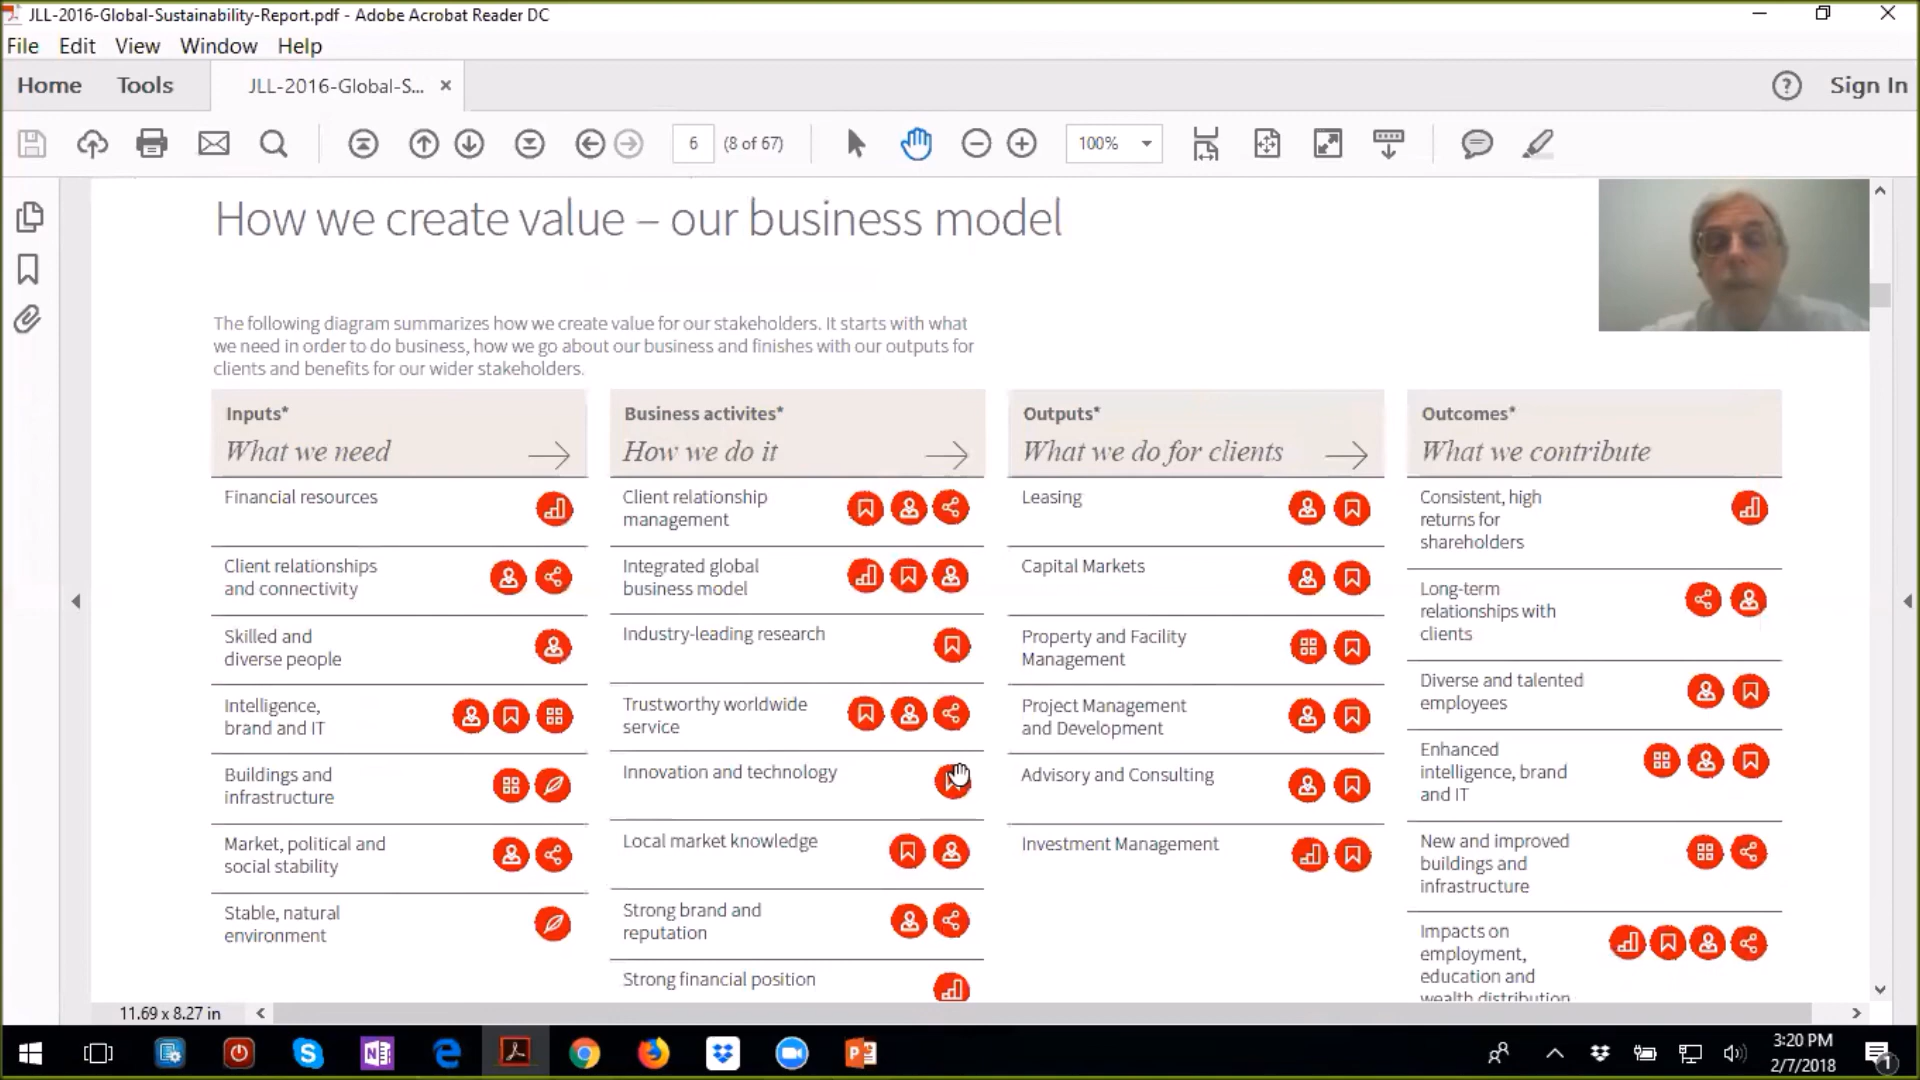 JLL-2016-Global-Sustainability-Report.pdf - Adobe Acrobat Reader DC
File Edit View Window Help
Home Tools JLL-2016-Global-S... × Sign In
6 (8 of 67) 100%
How we create value – our business model
The following diagram summarizes how we create value for our stakeholders. It starts with what
we need in order to do business, how we go about our business and finishes with our outputs for
clients and benefits for our wider stakeholders.
Inputs*
What we need
Financial resources
Client relationships
and connectivity
Skilled and
diverse people
Intelligence,
brand and IT
Buildings and
infrastructure
Market, political and
social stability
Stable, natural
environment
Business activites*
How we do it
Client relationship
management
Integrated global
business model
Industry-leading research
Trustworthy worldwide
service
Innovation and technology
Local market knowledge
Strong brand and
reputation
Strong financial position
Outputs*
What we do for clients
Leasing
Capital Markets
Property and Facility
Management
Project Management
and Development
Advisory and Consulting
Investment Management
Outcomes*
What we contribute
Consistent, high
returns for
shareholders
Long-term
relationships with
clients
Diverse and talented
employees
Enhanced
intelligence, brand
and IT
New and improved
buildings and
infrastructure
Impacts on
employment,
education and
wealth distribution
11.69 x 8.27 in
3:20 PM
2/7/2018
1